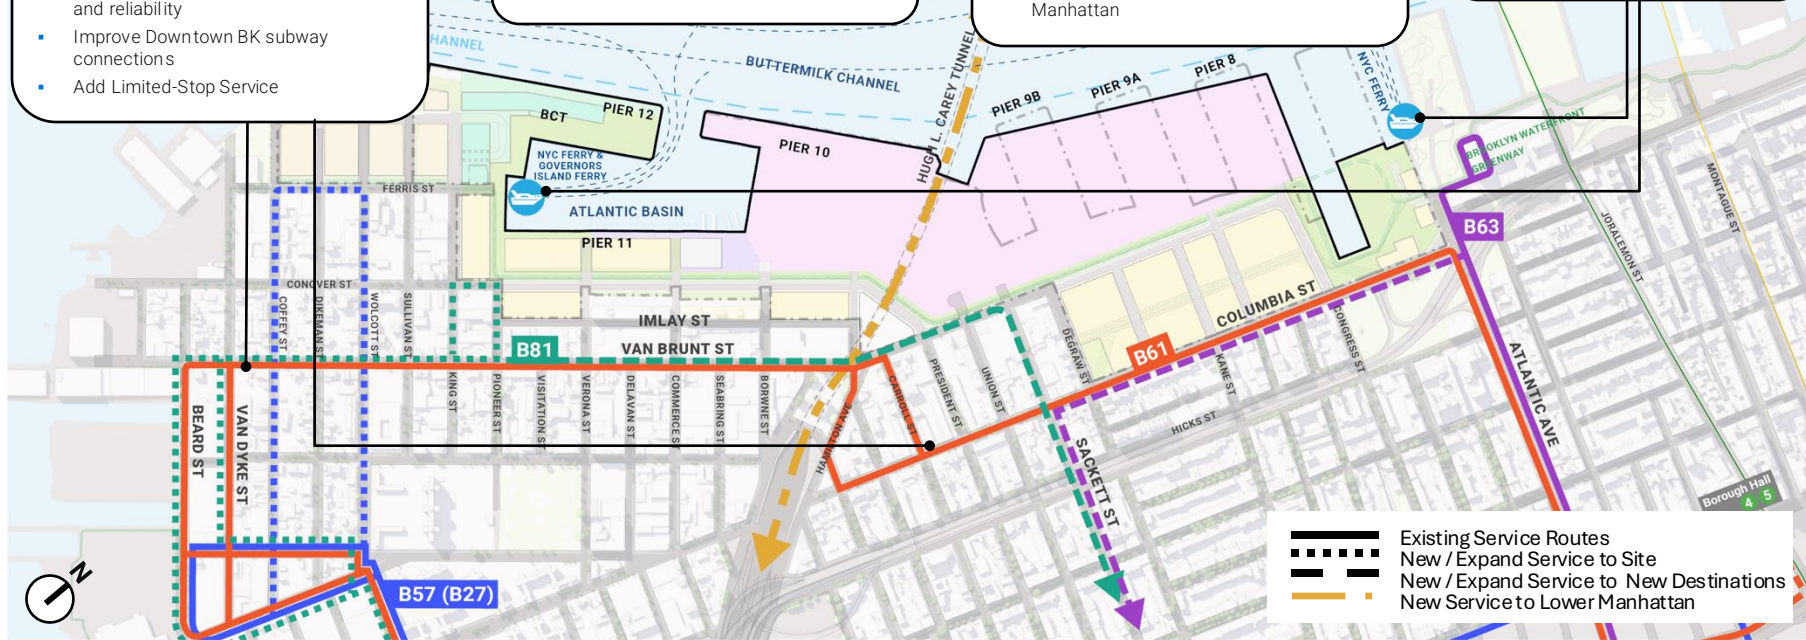 and reliability
Improve Downtown BK subway
connections
Add Limited-Stop Service
Manhattan
HANNEL
BUTTERMILK CHANNEL
HUGH L. CAREY TUNNEL
PIER 12
BCT
PIER 10
PIER 9B
PIER 9A
PIER 8
NYC FERRY
BROOKLYN WATERFRONT
GREENWAY
NYC FERRY &
GOVERNORS
ISLAND FERRY
ATLANTIC BASIN
PIER 11
FERRIS ST
CONOVER ST
COFFEY ST
DIKEMAN ST
WOLCOTT ST
SULLIVAN ST
IMLAY ST
VAN BRUNT ST
B81
B61
B63
COLUMBIA ST
MONTAGUE ST
JORALEMON ST
KING ST
PIONEER ST
VISITATION ST
VERONA ST
DELAVAN ST
COMMERCE ST
SEABRING ST
BORWNE ST
HAMILTON AVE
CARROLL ST
PRESIDENT ST
UNION ST
DEGRAW ST
KANE ST
CONGRESS ST
HICKS ST
SACKETT ST
ATLANTIC AVE
BEARD ST
VAN DYKE ST
Borough Hall
4 5
N
B57 (B27)
Existing Service Routes
New / Expand Service to Site
New / Expand Service to New Destinations
New Service to Lower Manhattan